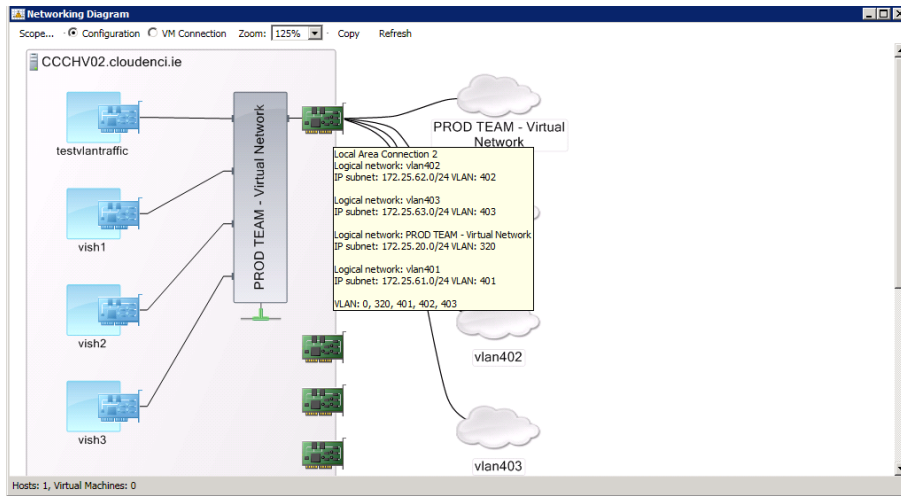 Networking Diagram
Scope... Configuration VM Connection Zoom: 125% Copy Refresh
CCCHV02.cloudenci.ie
testvlantraffic
vish1
vish2
vish3
PROD TEAM - Virtual Network
PROD TEAM - Virtual
Network
Local Area Connection 2
Logical network: vlan402
IP subnet: 172.25.62.0/24 VLAN: 402
Logical network: vlan403
IP subnet: 172.25.63.0/24 VLAN: 403
Logical network: PROD TEAM - Virtual Network
IP subnet: 172.25.20.0/24 VLAN: 320
Logical network: vlan401
IP subnet: 172.25.61.0/24 VLAN: 401
VLAN: 0, 320, 401, 402, 403
vlan402
vlan403
Hosts: 1, Virtual Machines: 0